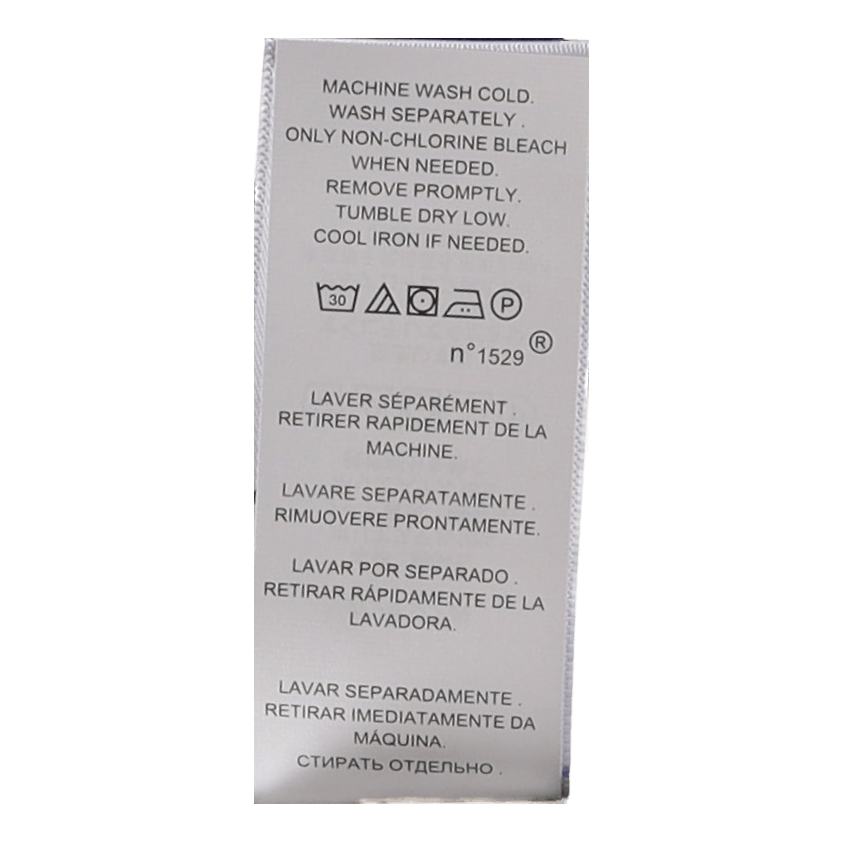 MACHINE WASH COLD.
WASH SEPARATELY .
ONLY NON-CHLORINE BLEACH
WHEN NEEDED.
REMOVE PROMPTLY.
TUMBLE DRY LOW.
COOL IRON IF NEEDED.
30 P
n°1529®
LAVER SÉPARÉMENT .
RETIRER RAPIDEMENT DE LA
MACHINE.
LAVARE SEPARATAMENTE .
RIMUOVERE PRONTAMENTE.
LAVAR POR SEPARADO .
RETIRAR RÁPIDAMENTE DE LA
LAVADORA.
LAVAR SEPARADAMENTE .
RETIRAR IMEDIATAMENTE DA
MÁQUINA.
СТИРАТЬ ОТДЕЛЬНО .